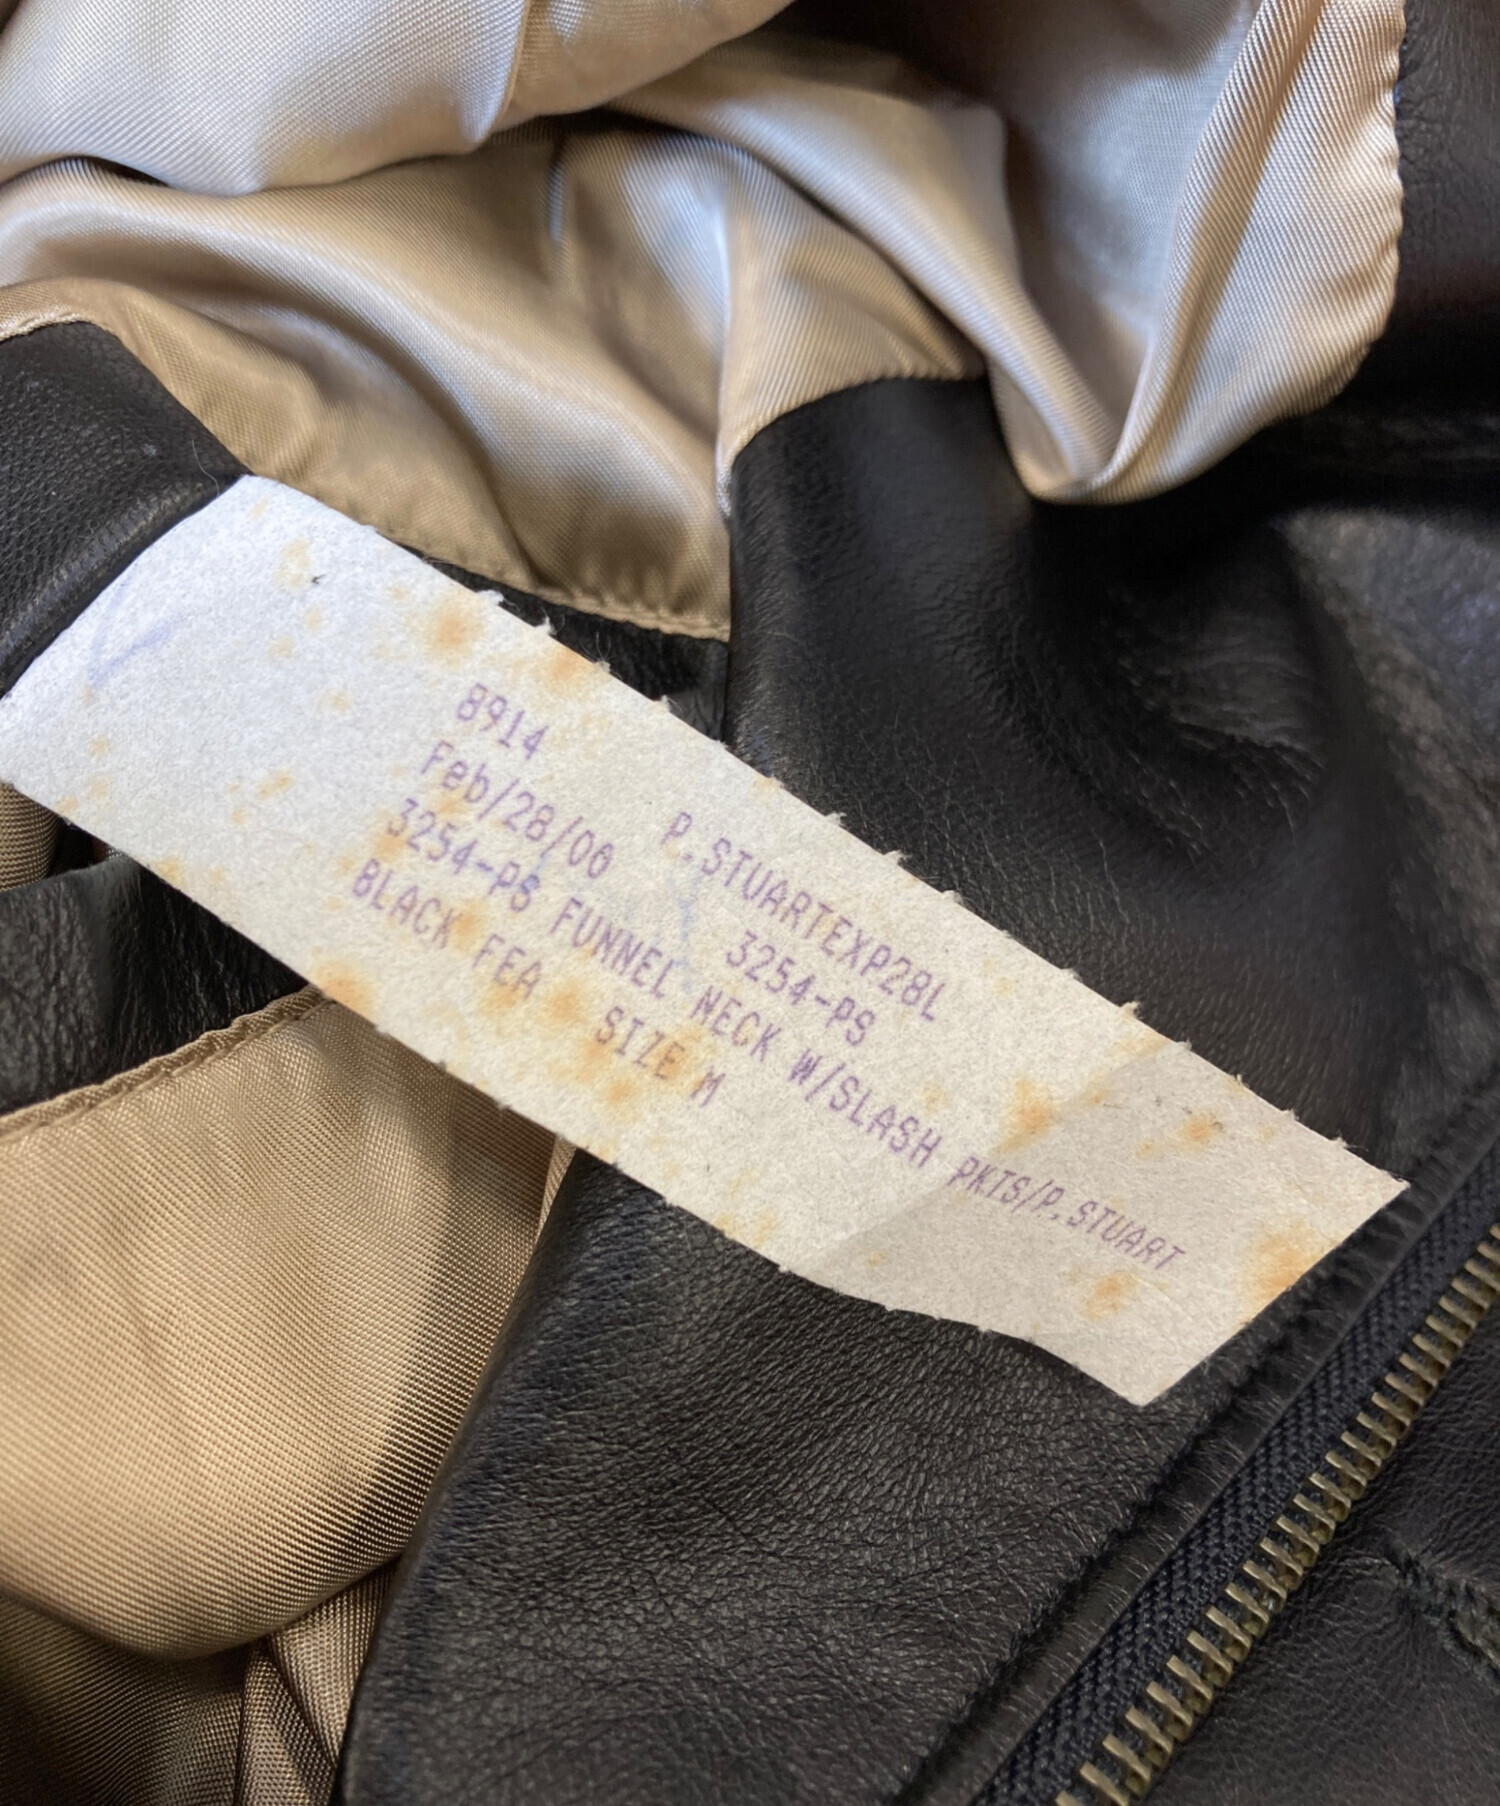 8914 P.STUARTEXP28L
Feb/28/00 3254-PS
3254-PS FUNNEL NECK W/SLASH PKTS/P.STUART
BLACK FEA SIZE M